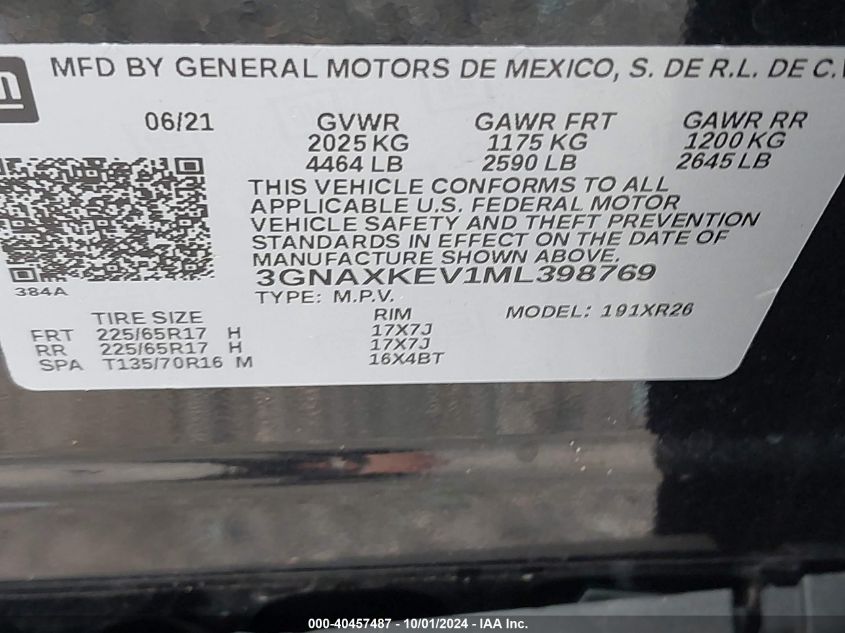 m
MFD BY GENERAL MOTORS DE MEXICO, S. DE R.L. DE C.V
06/21 GVWR GAWR FRT GAWR RR
2025 KG 1175 KG 1200 KG
4464 LB 2590 LB 2645 LB
THIS VEHICLE CONFORMS TO ALL
APPLICABLE U.S. FEDERAL MOTOR
VEHICLE SAFETY AND THEFT PREVENTION
STANDARDS IN EFFECT ON THE DATE OF
MANUFACTURE SHOWN ABOVE.
384A 3GNAXKEV1ML398769
TYPE: M.P.V.
TIRE SIZE RIM MODEL: 191XR26
FRT 225/65R17 H 17X7J
RR 225/65R17 H 17X7J
SPA T135/70R16 M 16X4BT
000-40457487 - 10/01/2024 - IAA Inc.